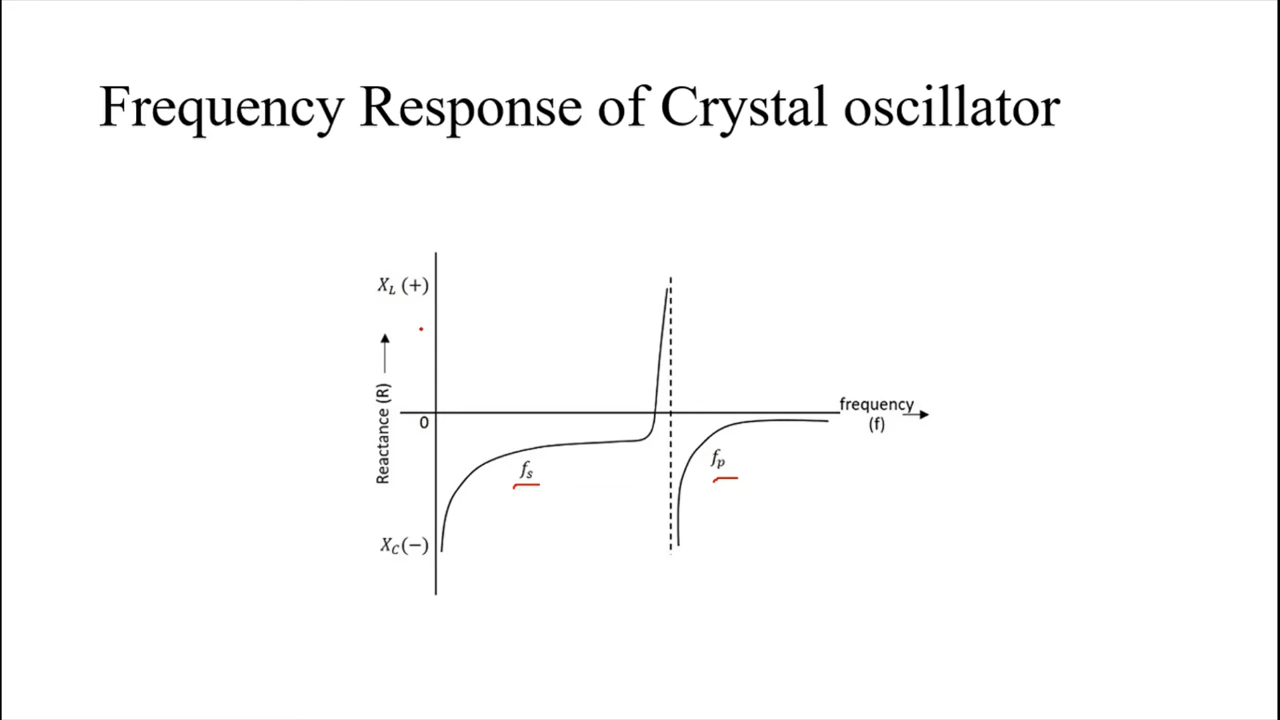 Frequency Response of Crystal oscillator
X_L (+)
Reactance (R)
0
frequency
(f)
f_s
f_p
X_C(−)